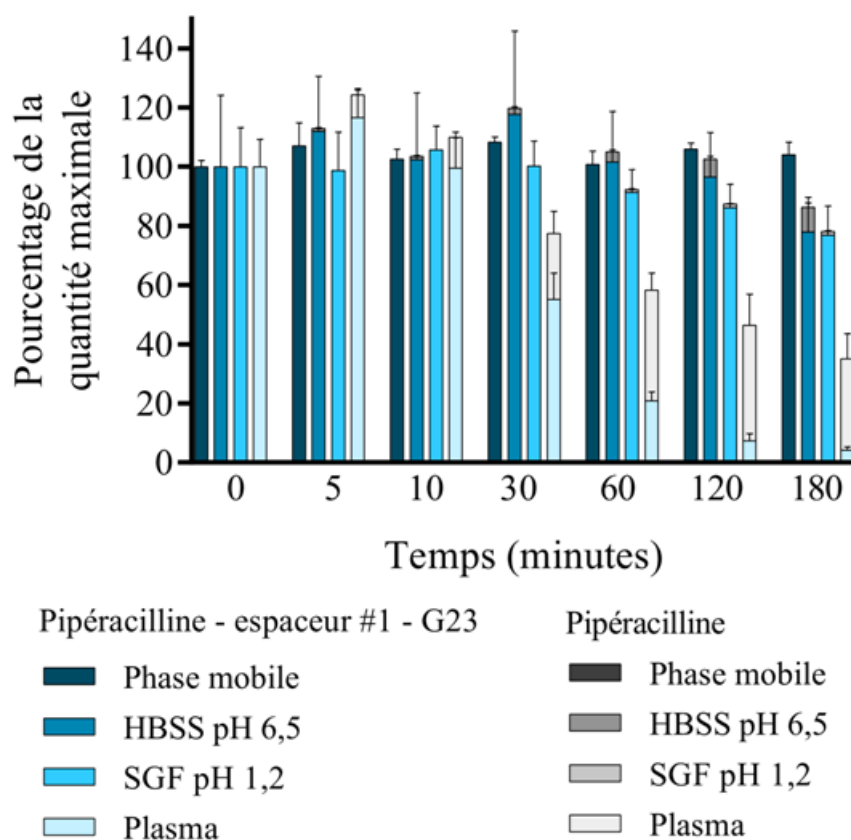 Pourcentage de la
quantité maximale
140
120
100
80
60
40
20
0
0 5 10 30 60 120 180
Temps (minutes)
Pipéracilline - espaceur #1 - G23
Phase mobile
HBSS pH 6,5
SGF pH 1,2
Plasma
Pipéracilline
Phase mobile
HBSS pH 6,5
SGF pH 1,2
Plasma